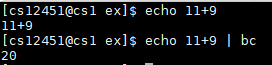 [cs12451@cs1 ex]$ echo 11+9
11+9
[cs12451@cs1 ex]$ echo 11+9 | bc
20